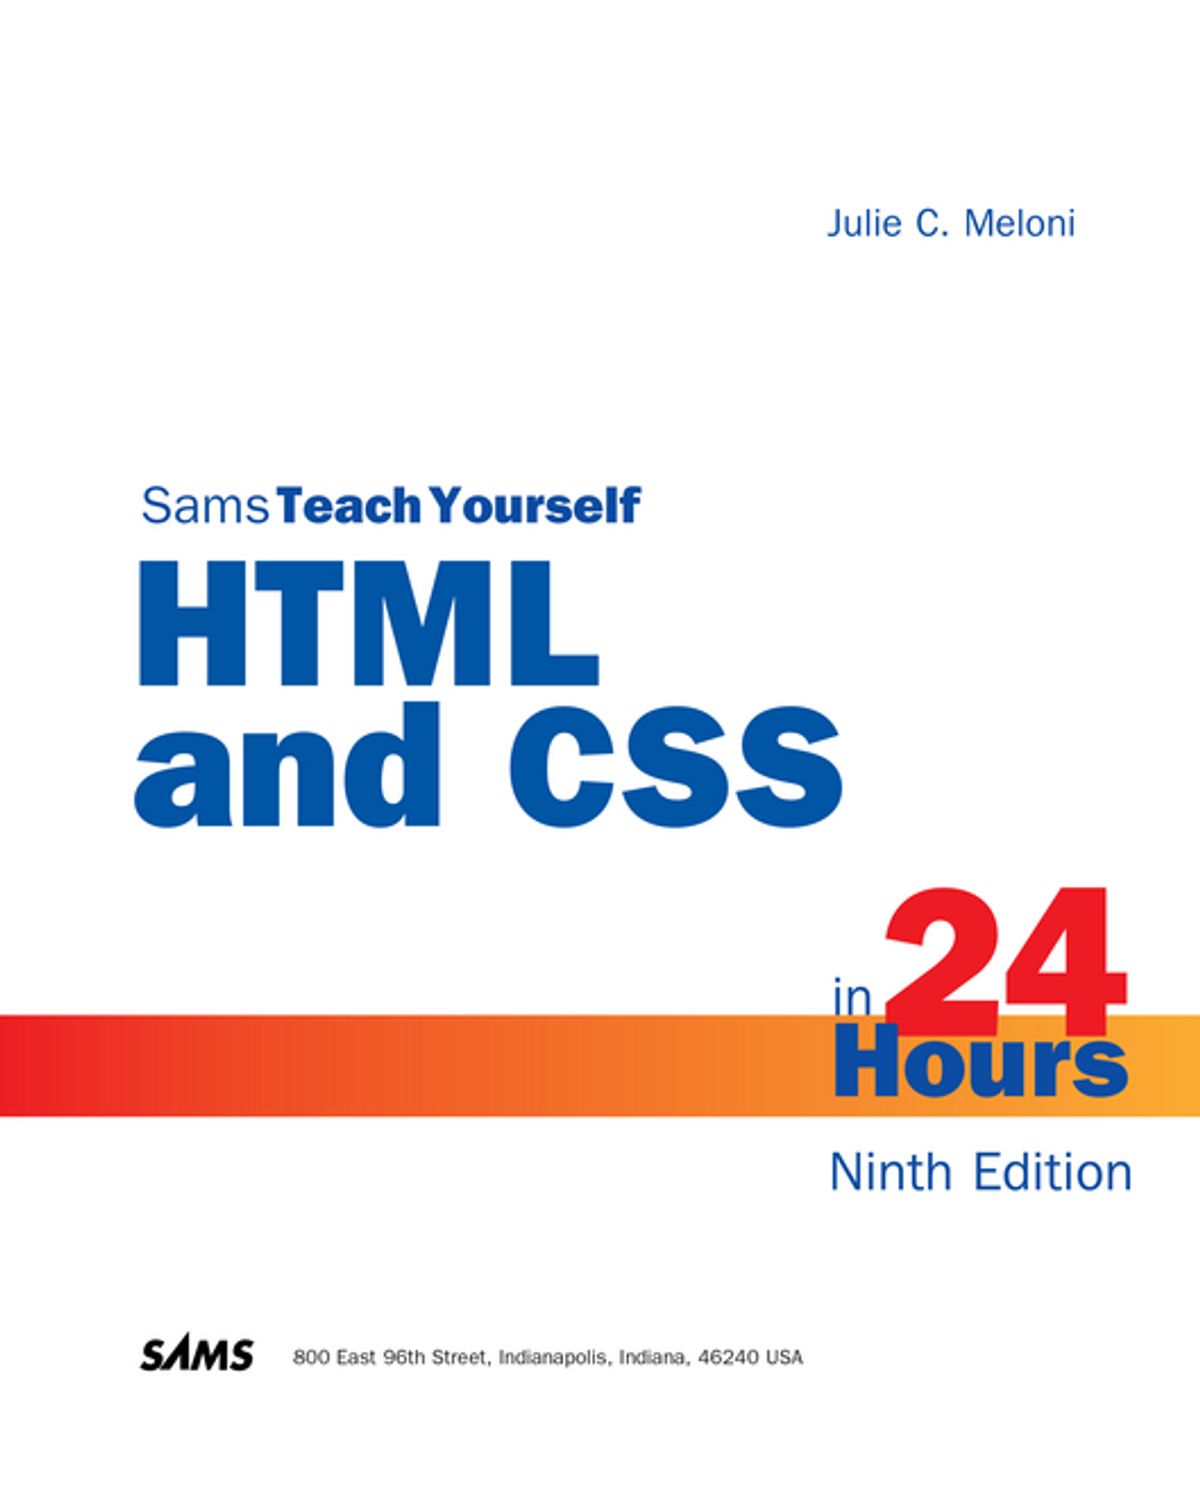 Julie C. Meloni
Sams Teach Yourself
HTML
and CSS
in 24
Hours
Ninth Edition
SAMS 800 East 96th Street, Indianapolis, Indiana, 46240 USA